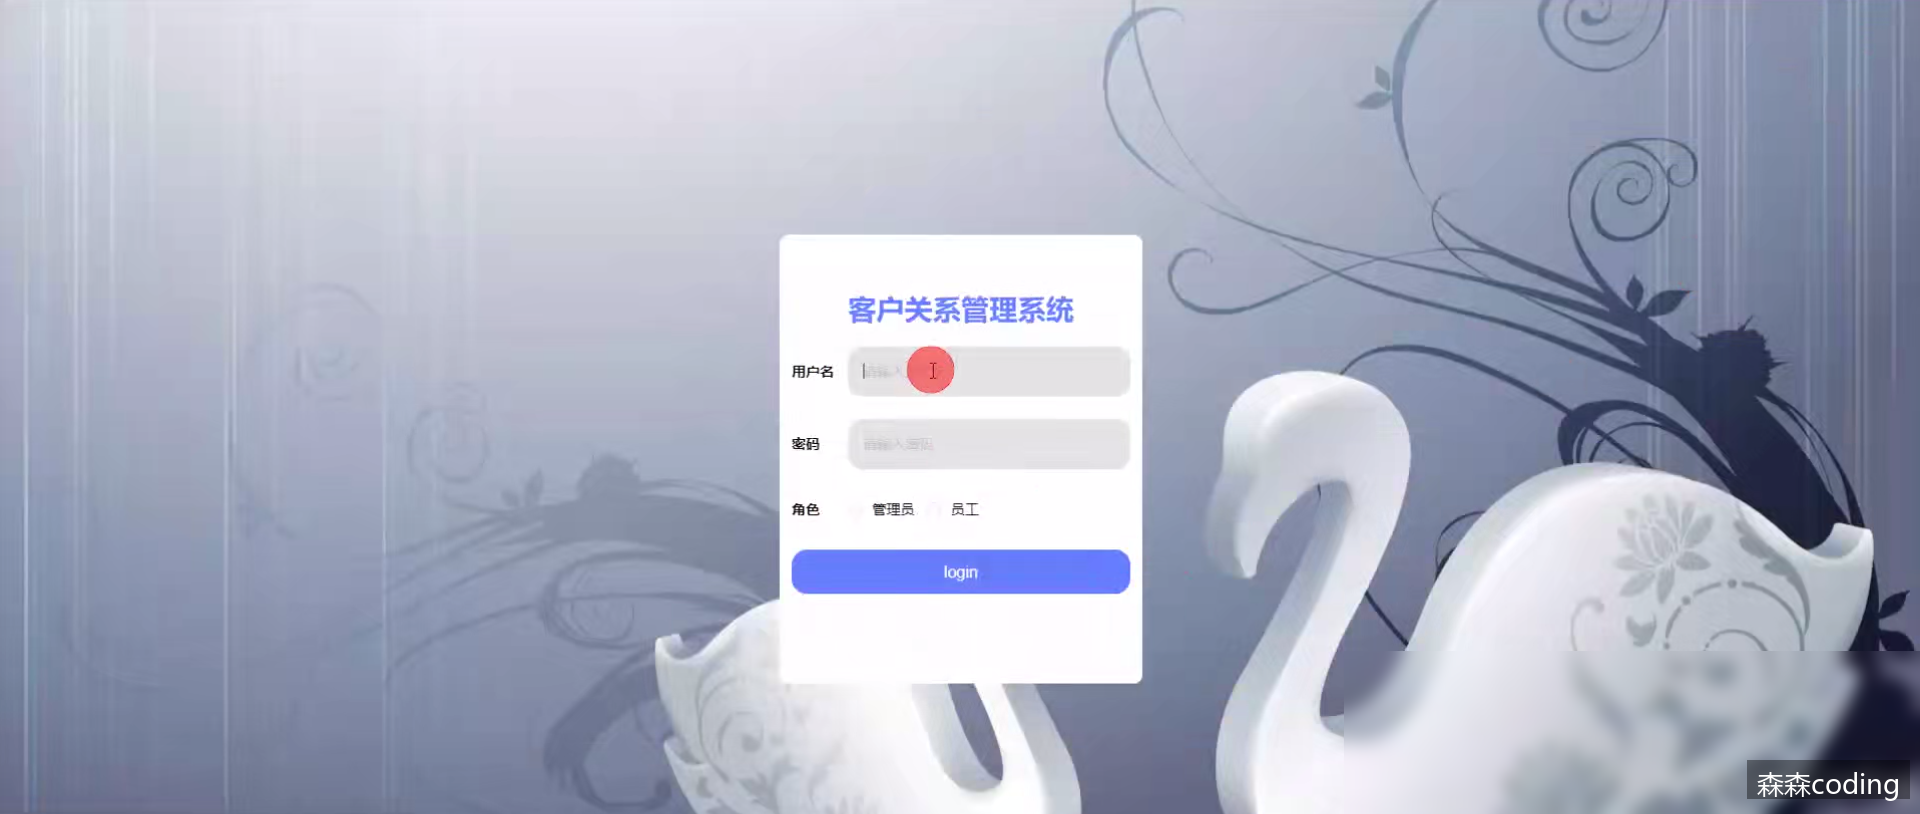 客户关系管理系统
用户名
密码 请输入密码
角色 管理员 员工
login
森森coding